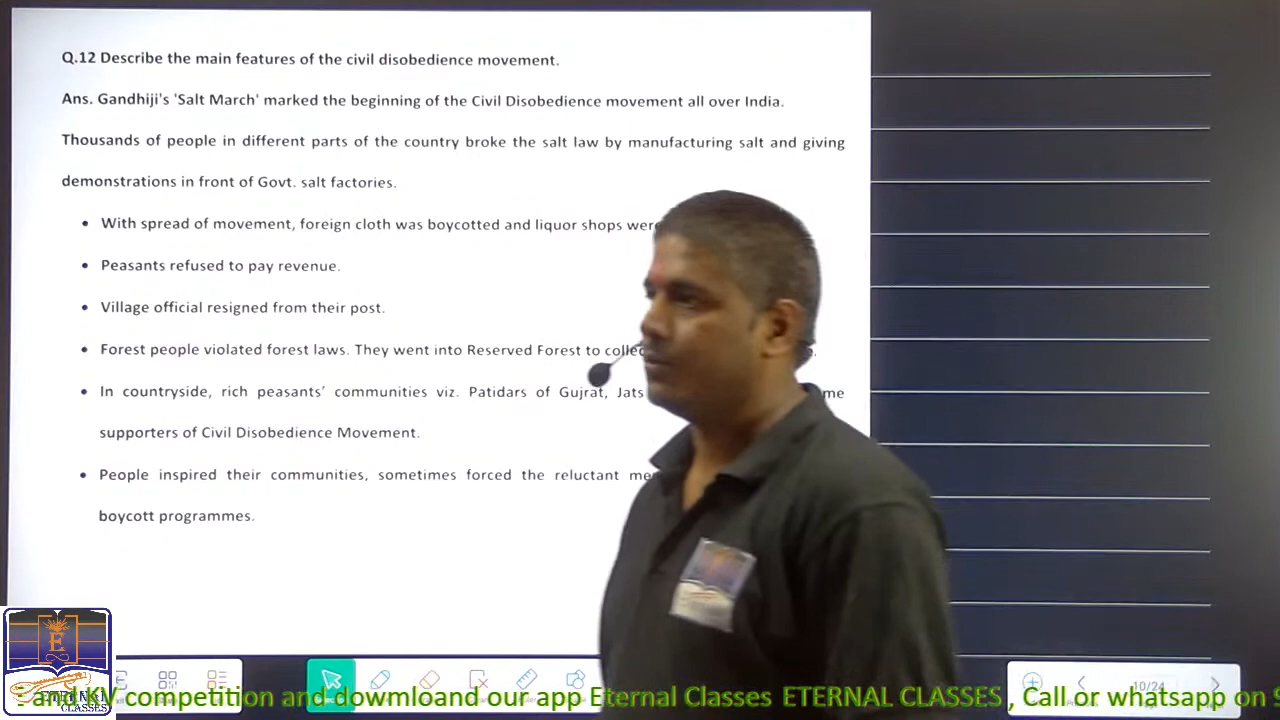 Q.12 Describe the main features of the civil disobedience movement.
Ans. Gandhiji's 'Salt March' marked the beginning of the Civil Disobedience movement all over India.
Thousands of people in different parts of the country broke the salt law by manufacturing salt and giving
demonstrations in front of Govt. salt factories.
• With spread of movement, foreign cloth was boycotted and liquor shops were
• Peasants refused to pay revenue.
• Village official resigned from their post.
• Forest people violated forest laws. They went into Reserved Forest to
• In countryside, rich peasants' communities viz. Patidars of Gujrat, Jats
supporters of Civil Disobedience Movement.
• People inspired their communities, sometimes forced the reluctant
boycott programmes.
10/24
E
ETERNAL
CLASSES
and KV competition and dowmloand our app Eternal Classes ETERNAL CLASSES , Call or whatsapp on